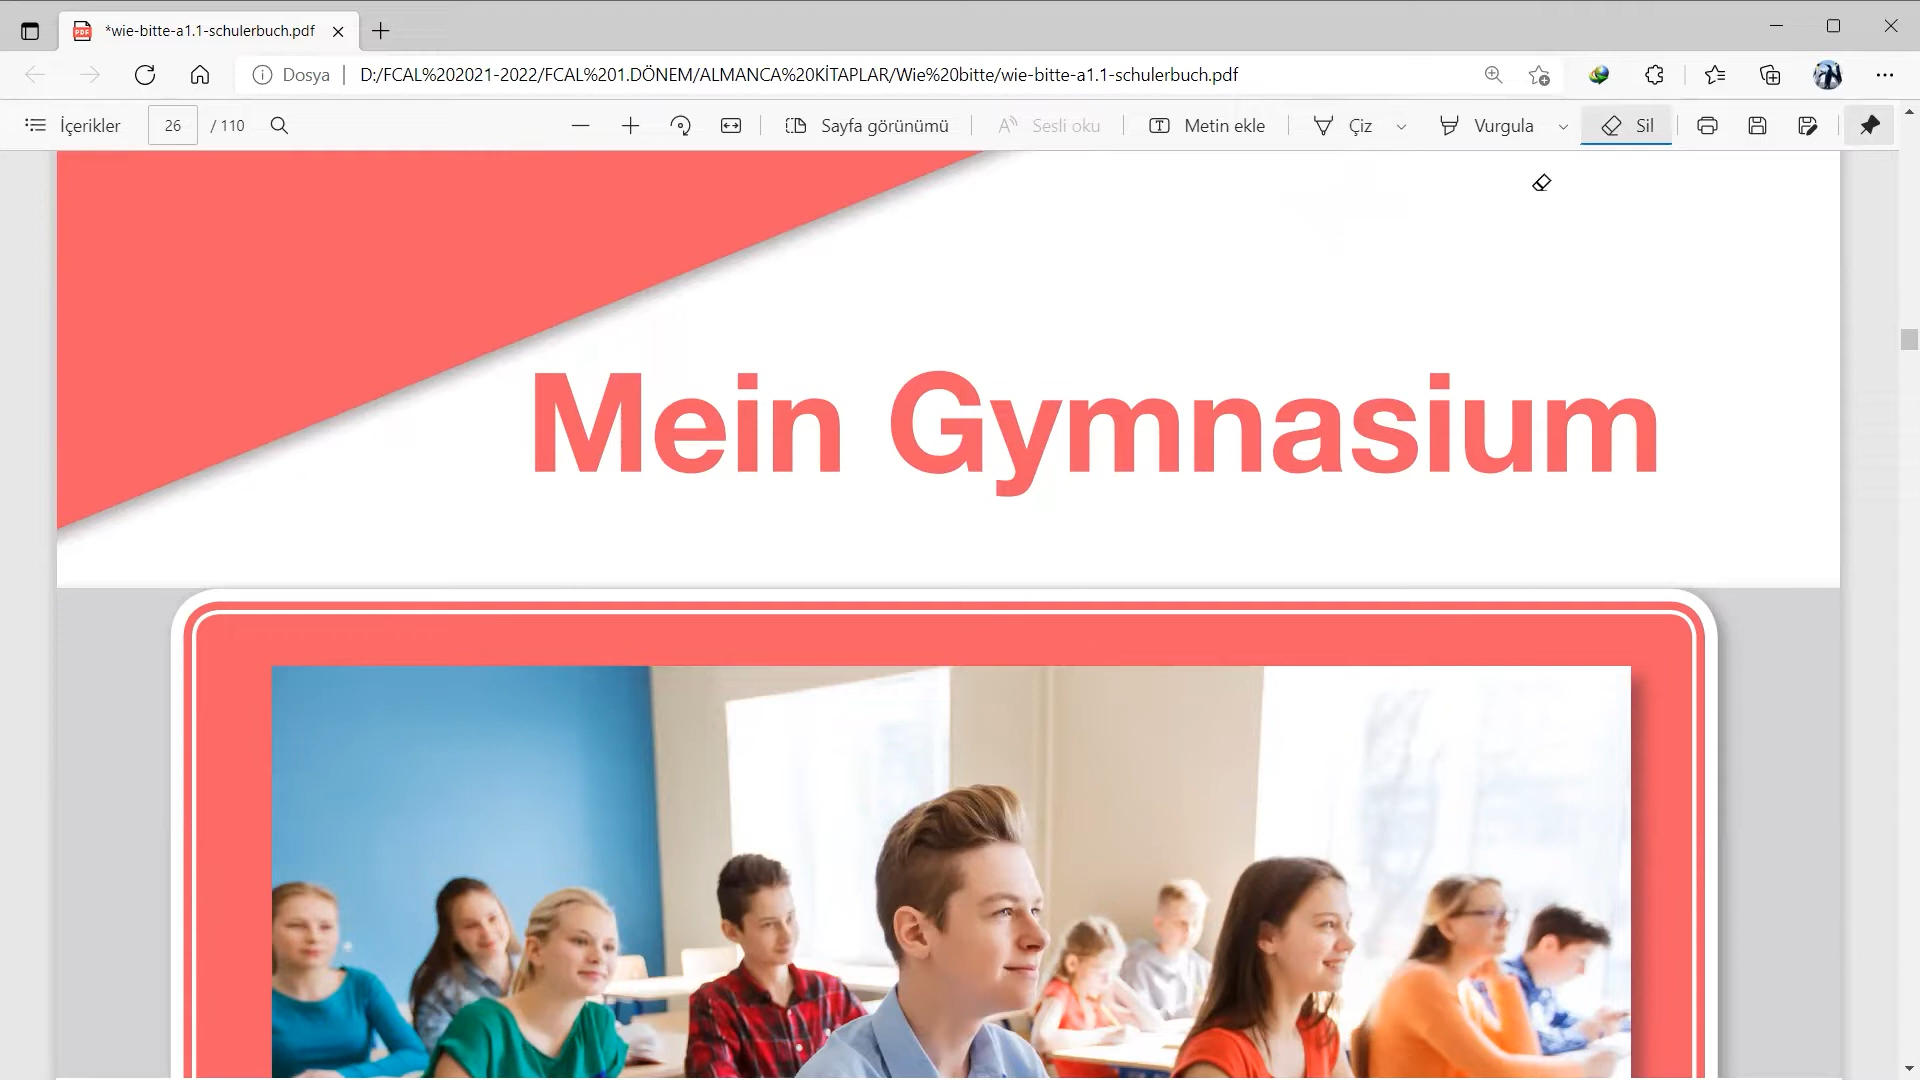 *wie-bitte-a1.1-schulerbuch.pdf
Dosya
D:/FCAL%202021-2022/FCAL%201.DÖNEM/ALMANCA%20KİTAPLAR/Wie%20bitte/wie-bitte-a1.1-schulerbuch.pdf
İçerikler 26 / 110 Sayfa görünümü Sesli oku Metin ekle Çiz Vurgula Sil
Mein Gymnasium